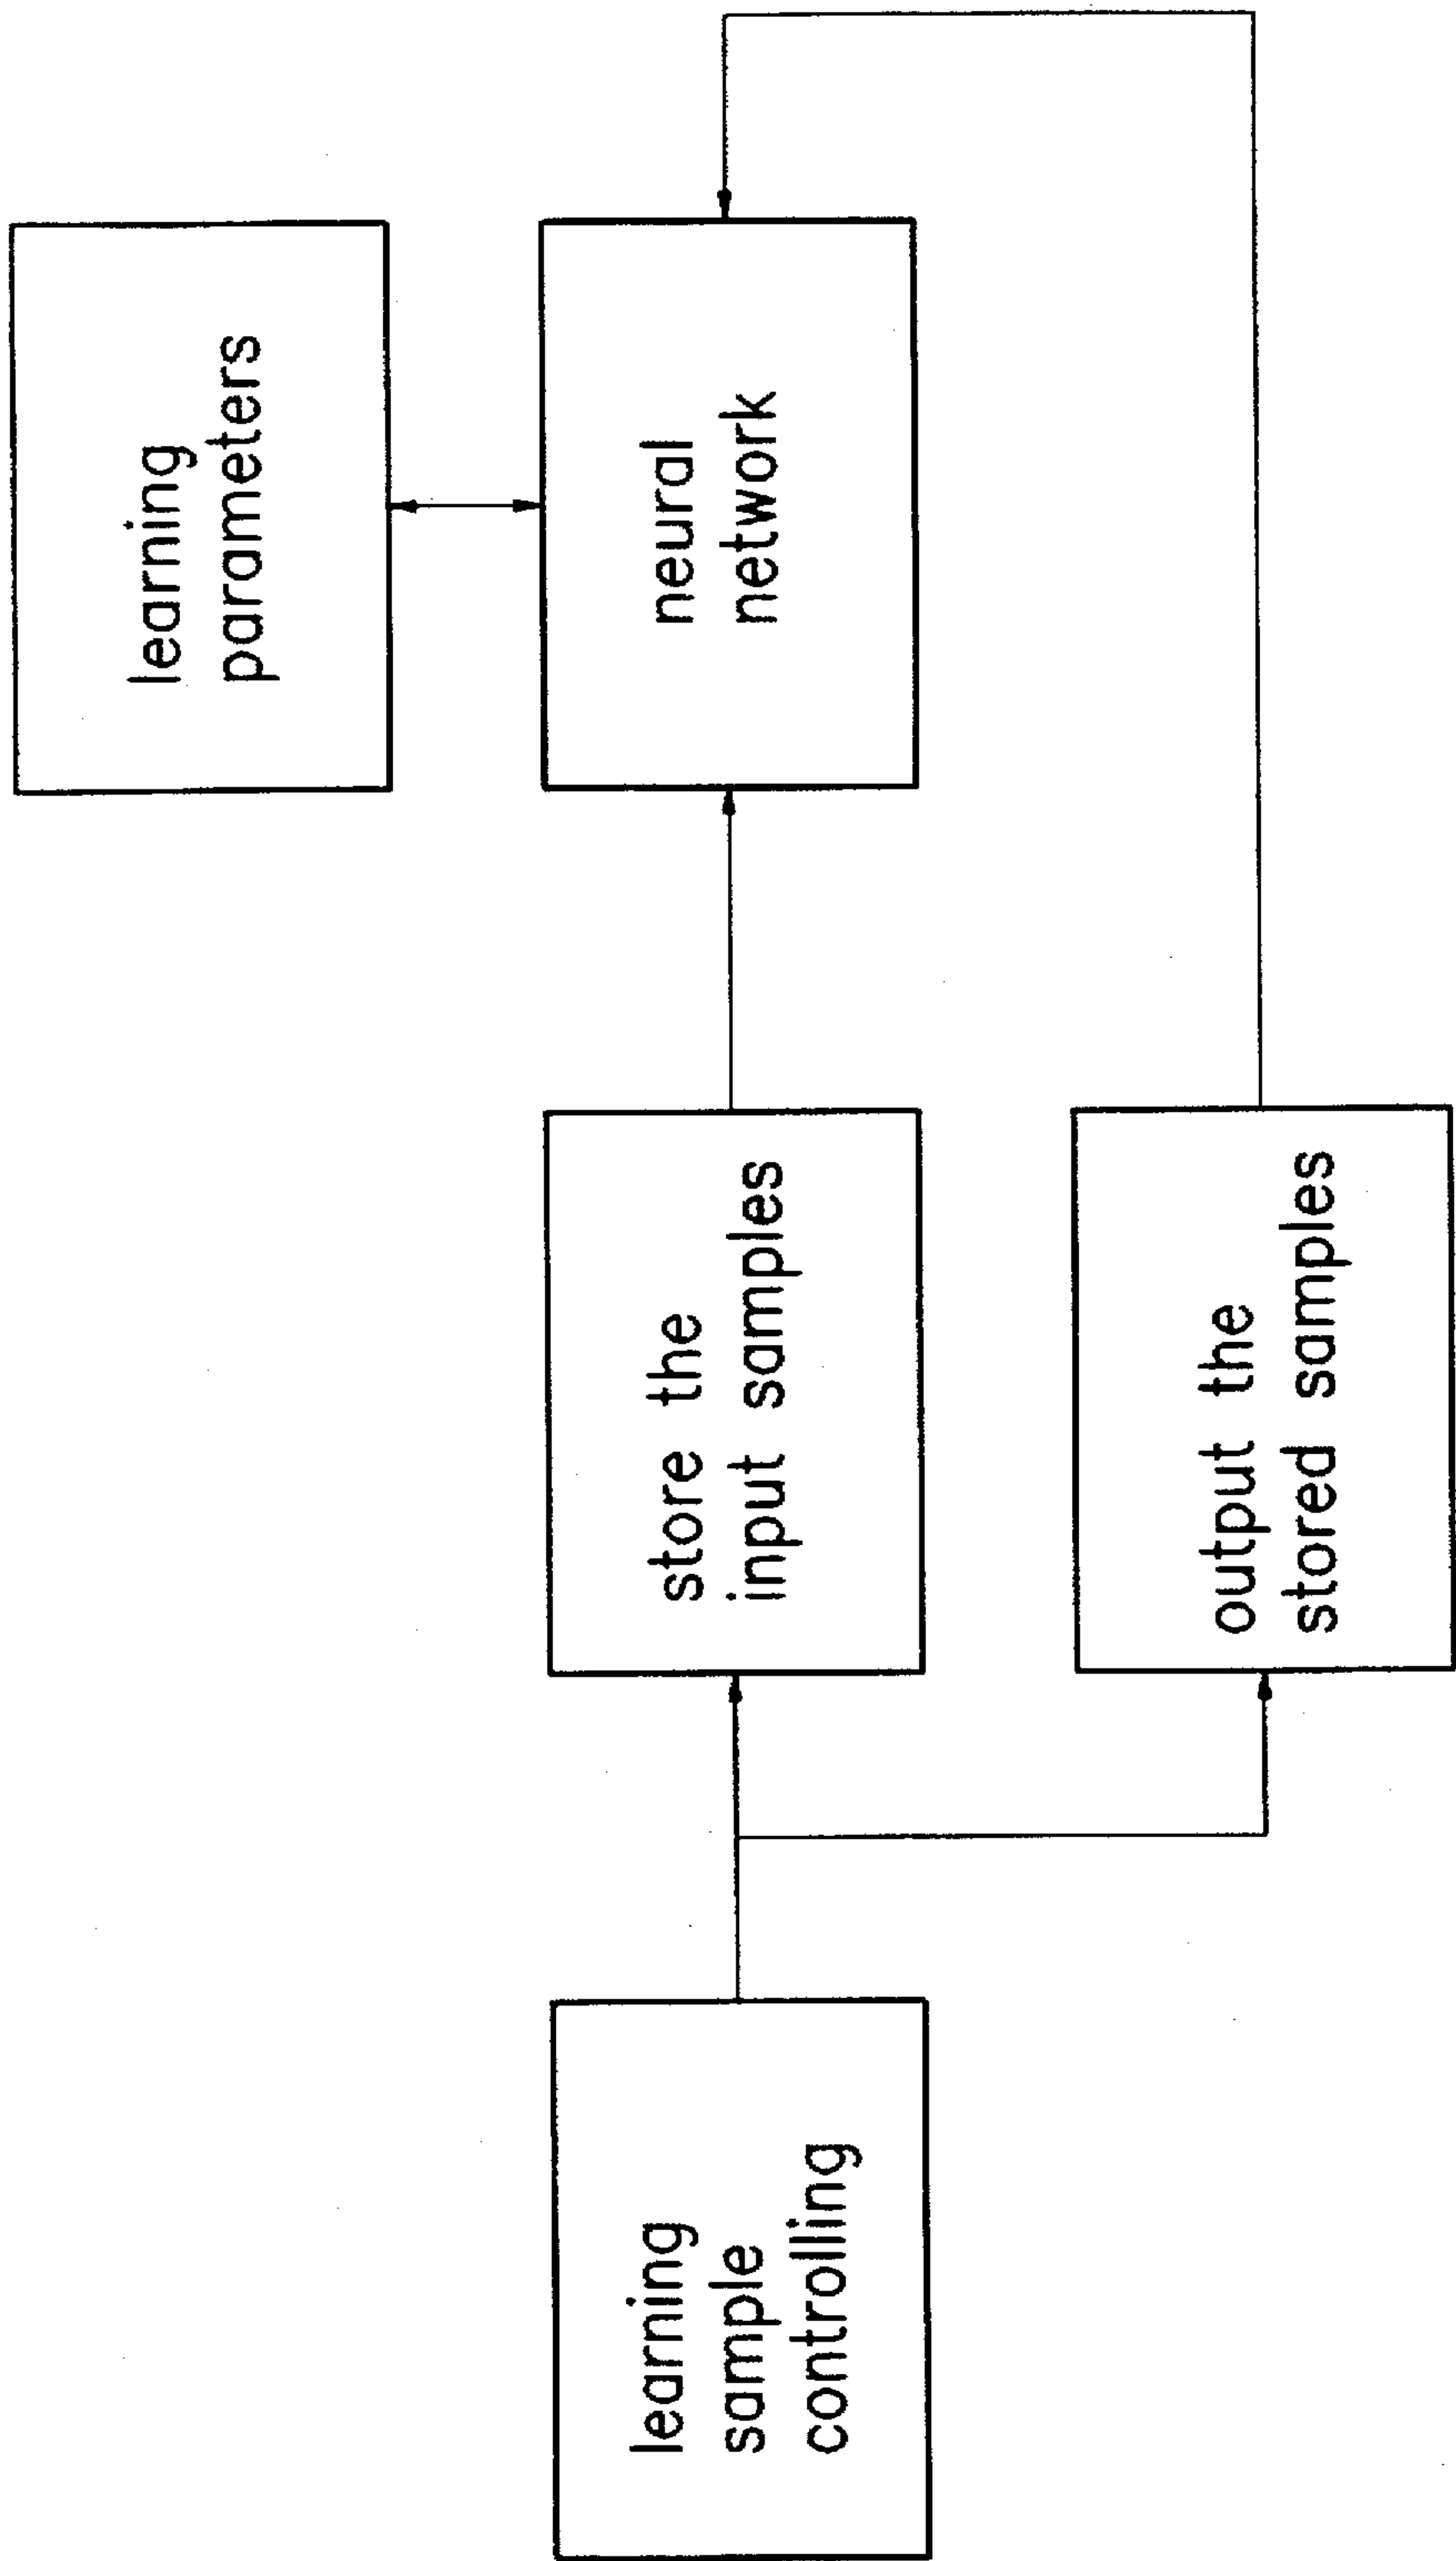 learning
parameters
learning
sample
controlling
store the
input samples
neural
network
output the
stored samples